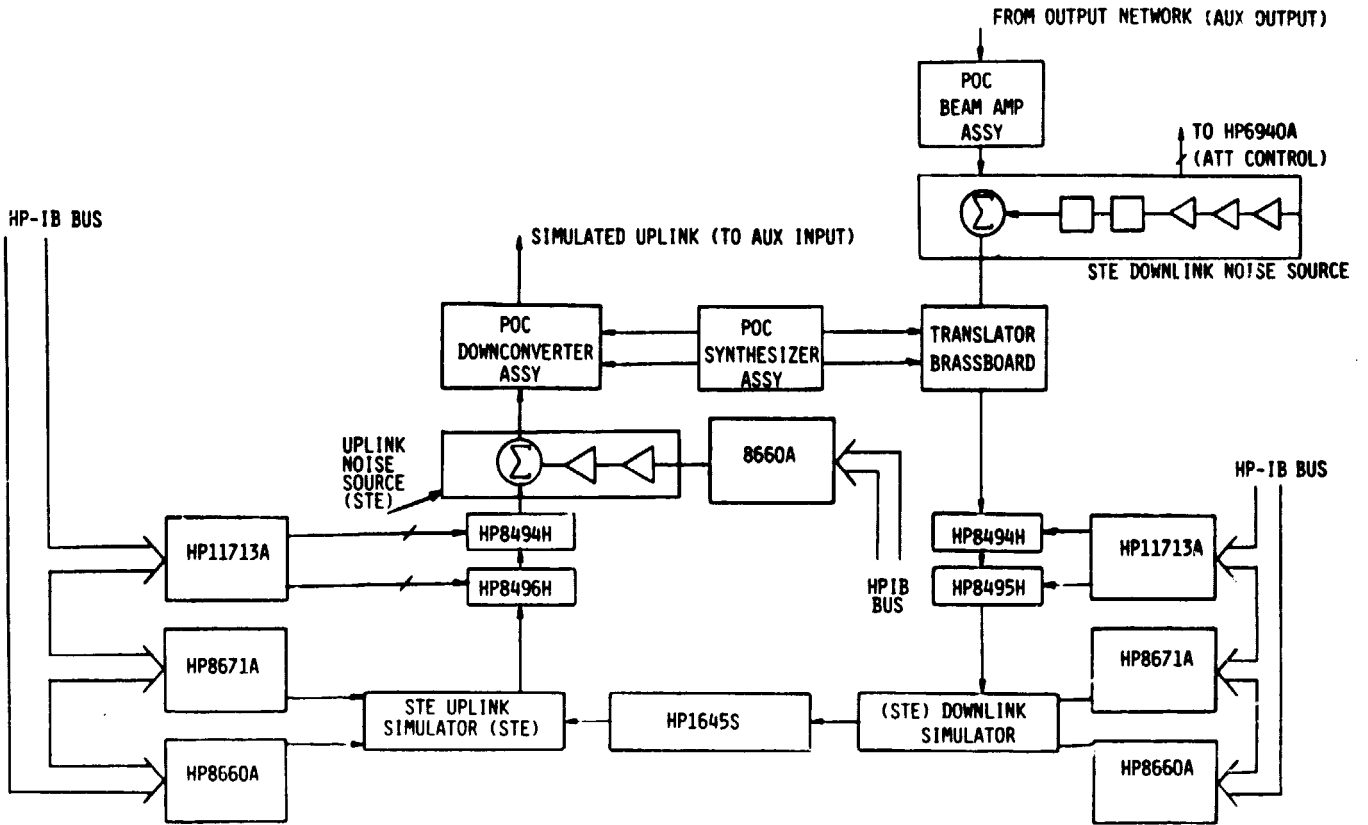 FROM OUTPUT NETWORK (AUX OUTPUT)
POC
BEAM AMP
ASSY
TO HP6940A
(ATT CONTROL)
Σ
STE DOWNLINK NOISE SOURCE
HP-IB BUS
SIMULATED UPLINK (TO AUX INPUT)
POC
DOWNCONVERTER
ASSY
POC
SYNTHESIZER
ASSY
TRANSLATOR
BRASSBOARD
UPLINK
NOISE
SOURCE
(STE)
Σ
8660A
HP-IB BUS
HPIB
BUS
HP11713A
HP8494H
HP8496H
HP8494H
HP8495H
HP11713A
HP8671A
HP8671A
STE UPLINK
SIMULATOR (STE)
HP1645S
(STE) DOWNLINK
SIMULATOR
HP8660A
HP8660A